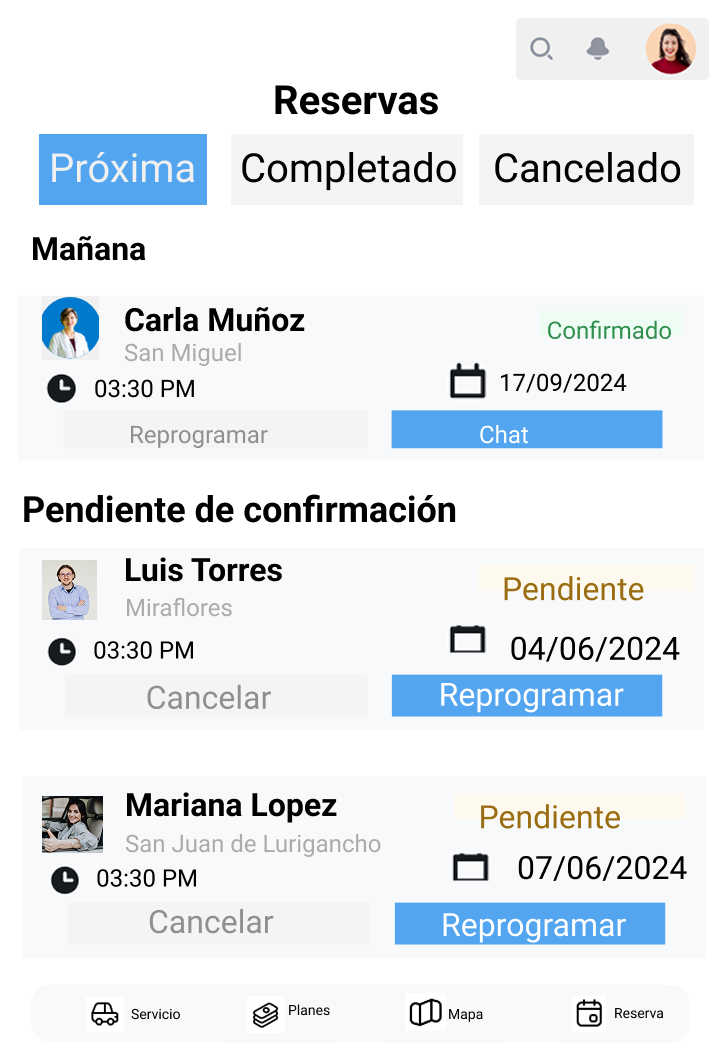 Reservas
Próxima Completado Cancelado
Mañana
Carla Muñoz
Confirmado
San Miguel
03:30 PM 17/09/2024
Reprogramar Chat
Pendiente de confirmación
Luis Torres
Pendiente
Miraflores
03:30 PM 04/06/2024
Cancelar Reprogramar
Mariana Lopez
Pendiente
San Juan de Lurigancho
03:30 PM 07/06/2024
Cancelar Reprogramar
Servicio Planes Mapa Reserva